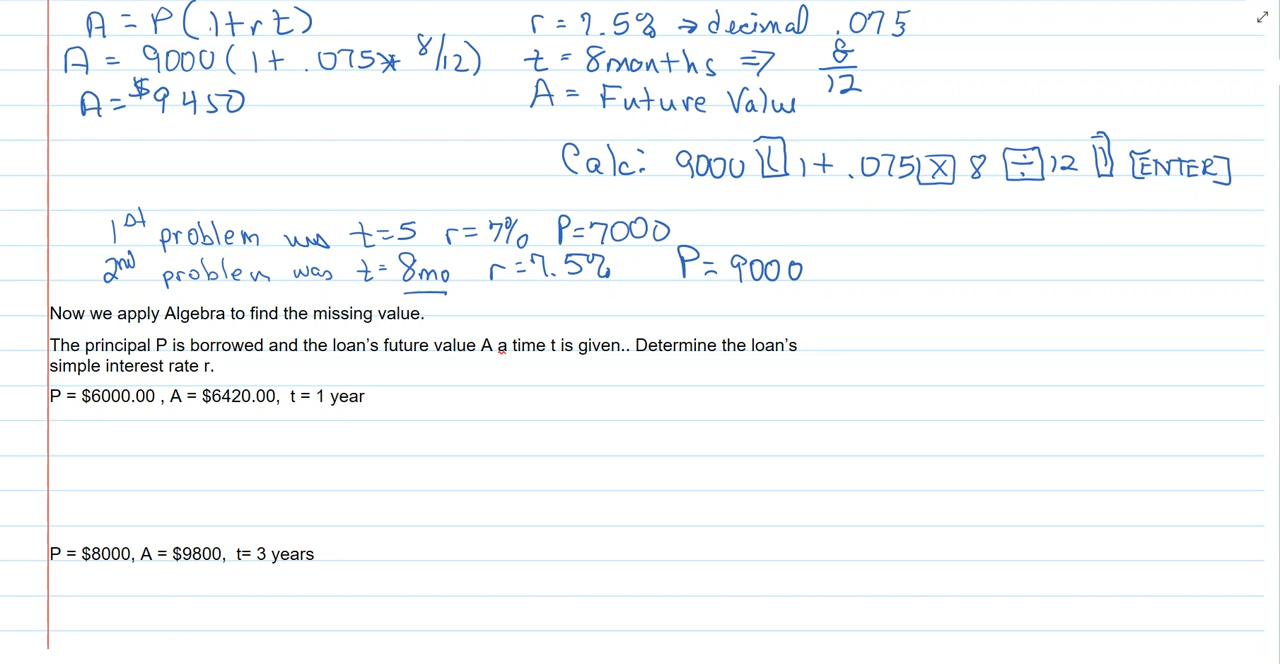 A = P(1+rt) r = 7.5% → decimal .075
A = 9000(1+ .075* 8/12) t = 8months ⇒ 8/12
A = $9450 A = Future Value
Calc: 9000 [(] 1+ .075 [×] 8 [÷] 12 [)] [ENTER]
1st problem was t=5 r=7% P=7000
2nd problem was t= 8mo r=7.5% P= 9000
Now we apply Algebra to find the missing value.
The principal P is borrowed and the loan's future value A a time t is given.. Determine the loan's
simple interest rate r.
P = $6000.00 , A = $6420.00, t = 1 year
P = $8000, A = $9800, t= 3 years